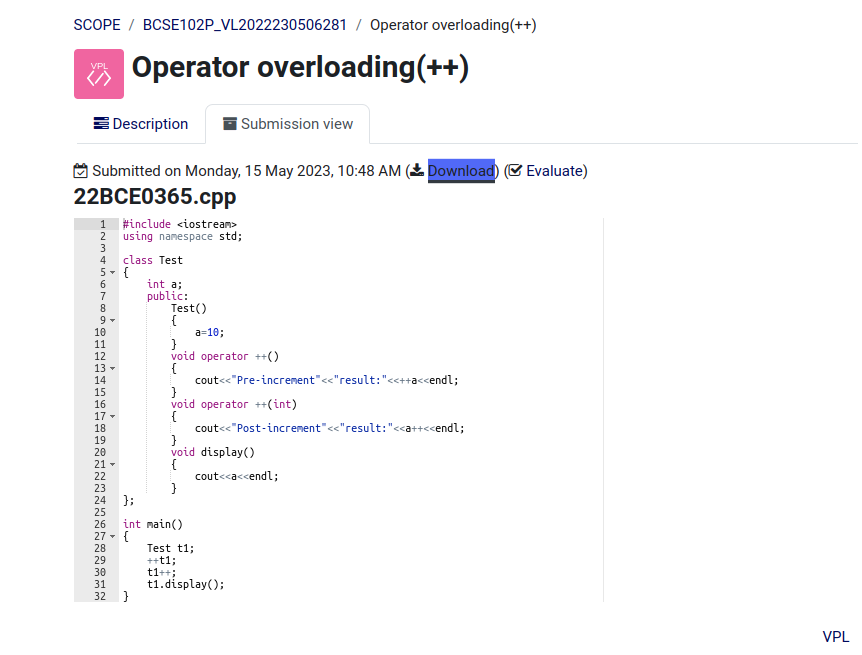 SCOPE / BCSE102P_VL2022230506281 / Operator overloading(++)
VPL
</>
Operator overloading(++)
Description Submission view
Submitted on Monday, 15 May 2023, 10:48 AM (Download) (Evaluate)
22BCE0365.cpp
1 #include <iostream>
2 using namespace std;
3
4 class Test
5 {
6     int a;
7     public:
8         Test()
9         {
10             a=10;
11         }
12         void operator ++()
13         {
14             cout<<"Pre-increment"<<"result:"<<++a<<endl;
15         }
16         void operator ++(int)
17         {
18             cout<<"Post-increment"<<"result:"<<a++<<endl;
19         }
20         void display()
21         {
22             cout<<a<<endl;
23         }
24 };
25
26 int main()
27 {
28     Test t1;
29     ++t1;
30     t1++;
31     t1.display();
32 }
VPL